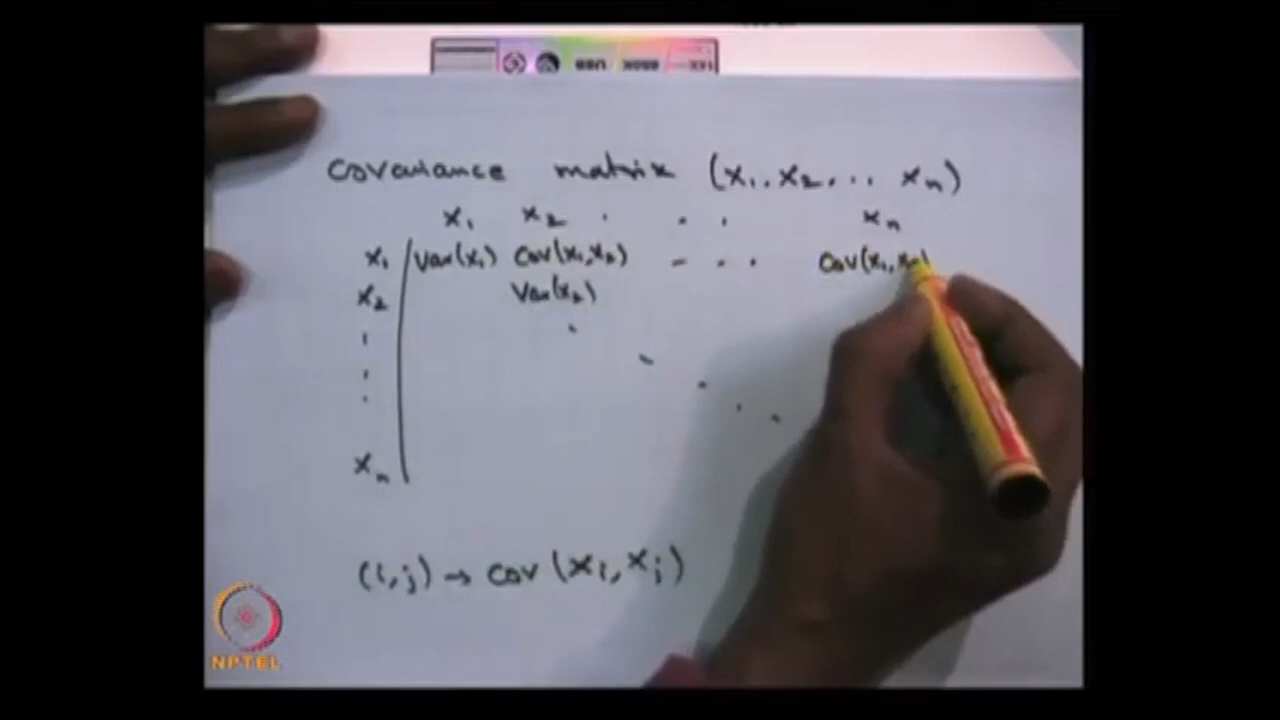 covariance matrix (x₁, x₂, ... xₙ)
x₁ x₂ . . . xₙ
x₁ Var(x₁) Cov(x₁,x₂) - . . Cov(x₁,xₙ)
x₂ Var(x₂)
xₙ
(i,j) → cov (xᵢ, xⱼ)
NPTEL